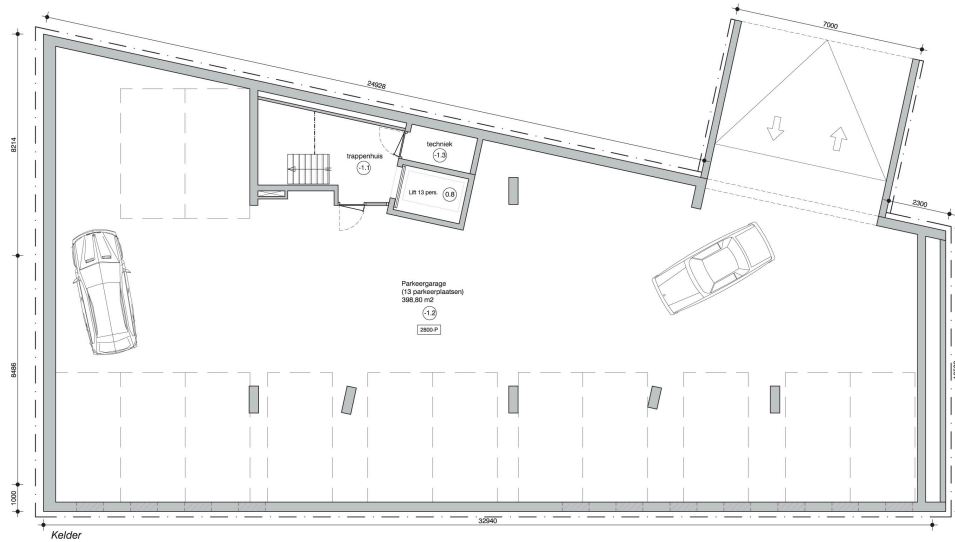 7000
24928
8214
techniek
-1.3
trappenhuis
-1.1
Lift 13 pers.
0.8
2300
Parkeergarage
(13 parkeerplaatsen)
398,80 m2
-1.2
2800-P
8486
1000
32940
Kelder